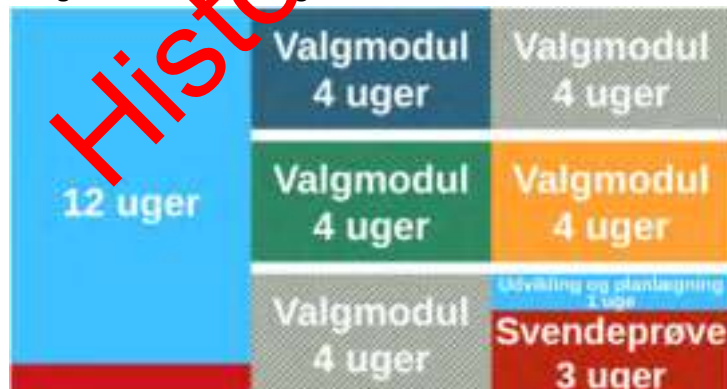 Histo
12 uger
Valgmodul
4 uger
Valgmodul
4 uger
Valgmodul
4 uger
Valgmodul
4 uger
Valgmodul
4 uger
Udvikling og planlægning
1 uge
Svendeprøve
3 uger